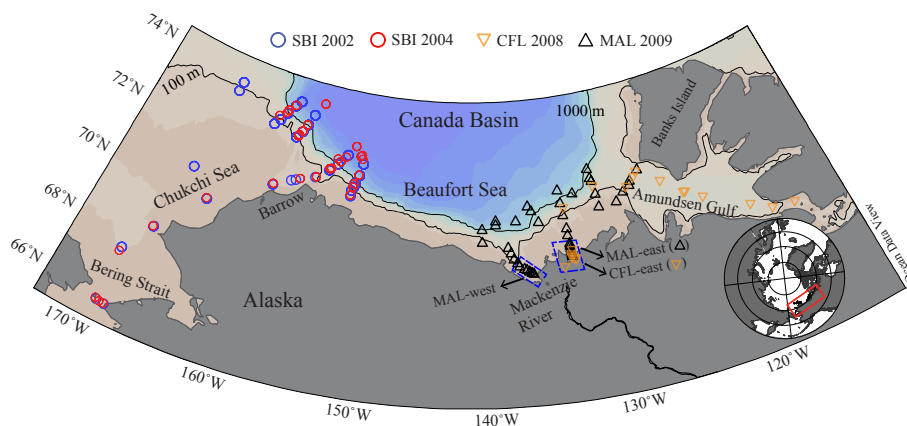 SBI 2002
SBI 2004
CFL 2008
MAL 2009
74˚N
72˚N
70˚N
68˚N
66˚N
100 m
1000 m
Canada Basin
Banks Island
Chukchi Sea
Beaufort Sea
Amundsen Gulf
Barrow
Bering Strait
Alaska
MAL-east (△)
CFL-east (▽)
MAL-west
Mackenzie
River
170˚W
160˚W
150˚W
140˚W
130˚W
120˚W
Data View